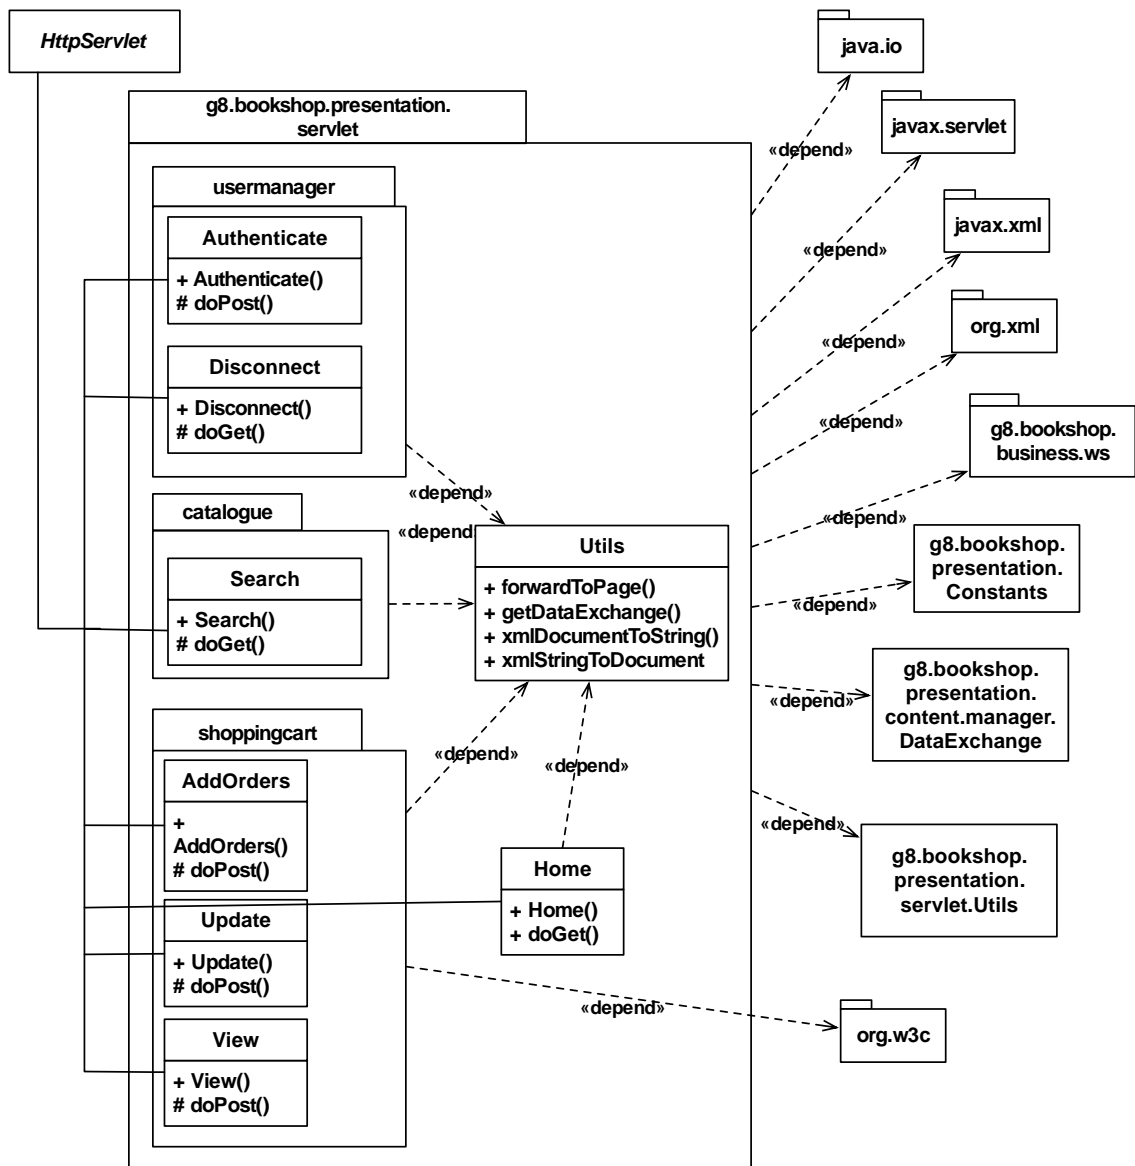 HttpServlet
g8.bookshop.presentation.
servlet
usermanager
Authenticate
+ Authenticate()
# doPost()
Disconnect
+ Disconnect()
# doGet()
catalogue
Search
+ Search()
# doGet()
shoppingcart
AddOrders
+
AddOrders()
# doPost()
Update
+ Update()
# doPost()
View
+ View()
# doPost()
«depend»
«depend»
Utils
+ forwardToPage()
+ getDataExchange()
+ xmlDocumentToString()
+ xmlStringToDocument
«depend»
«depend»
Home
+ Home()
+ doGet()
«depend»
java.io
«depend»
javax.servlet
«depend»
javax.xml
«depend»
org.xml
«depend»
g8.bookshop.
business.ws
«depend»
g8.bookshop.
presentation.
Constants
«depend»
g8.bookshop.
presentation.
content.manager.
DataExchange
«depend»
g8.bookshop.
presentation.
servlet.Utils
«depend»
org.w3c
«depend»